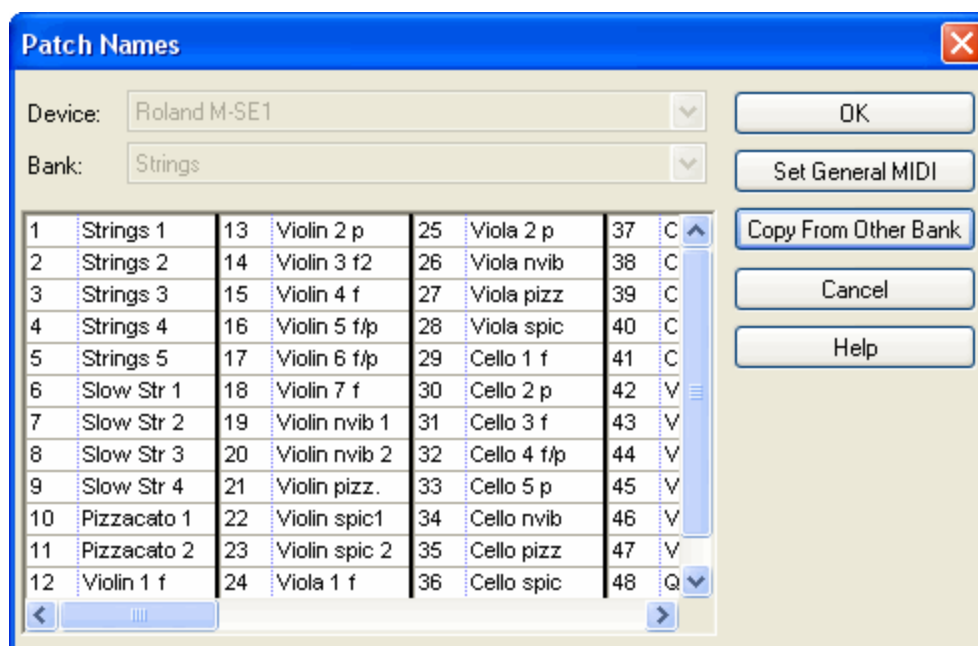 Patch Names
Device: Roland M-SE1
OK
Bank: Strings
Set General MIDI
Copy From Other Bank
Cancel
Help
1 Strings 1 13 Violin 2 p 25 Viola 2 p 37 C
2 Strings 2 14 Violin 3 f2 26 Viola nvib 38 C
3 Strings 3 15 Violin 4 f 27 Viola pizz 39 C
4 Strings 4 16 Violin 5 f/p 28 Viola spic 40 C
5 Strings 5 17 Violin 6 f/p 29 Cello 1 f 41 C
6 Slow Str 1 18 Violin 7 f 30 Cello 2 p 42 V
7 Slow Str 2 19 Violin nvib 1 31 Cello 3 f 43 V
8 Slow Str 3 20 Violin nvib 2 32 Cello 4 f/p 44 V
9 Slow Str 4 21 Violin pizz. 33 Cello 5 p 45 V
10 Pizzacato 1 22 Violin spic1 34 Cello nvib 46 V
11 Pizzacato 2 23 Violin spic 2 35 Cello pizz 47 V
12 Violin 1 f 24 Viola 1 f 36 Cello spic 48 Q